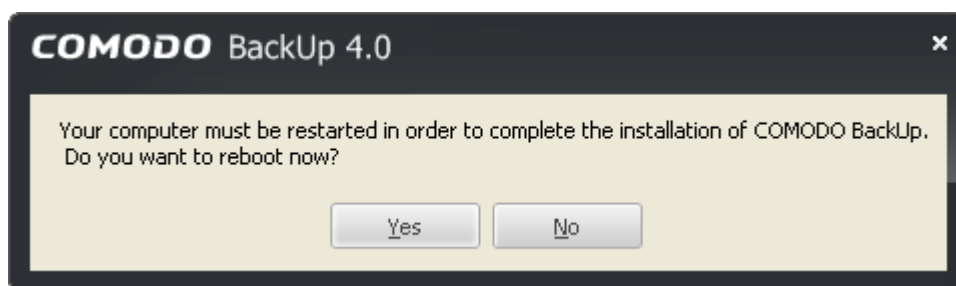 COMODO BackUp 4.0
Your computer must be restarted in order to complete the installation of COMODO BackUp.
Do you want to reboot now?
Yes No